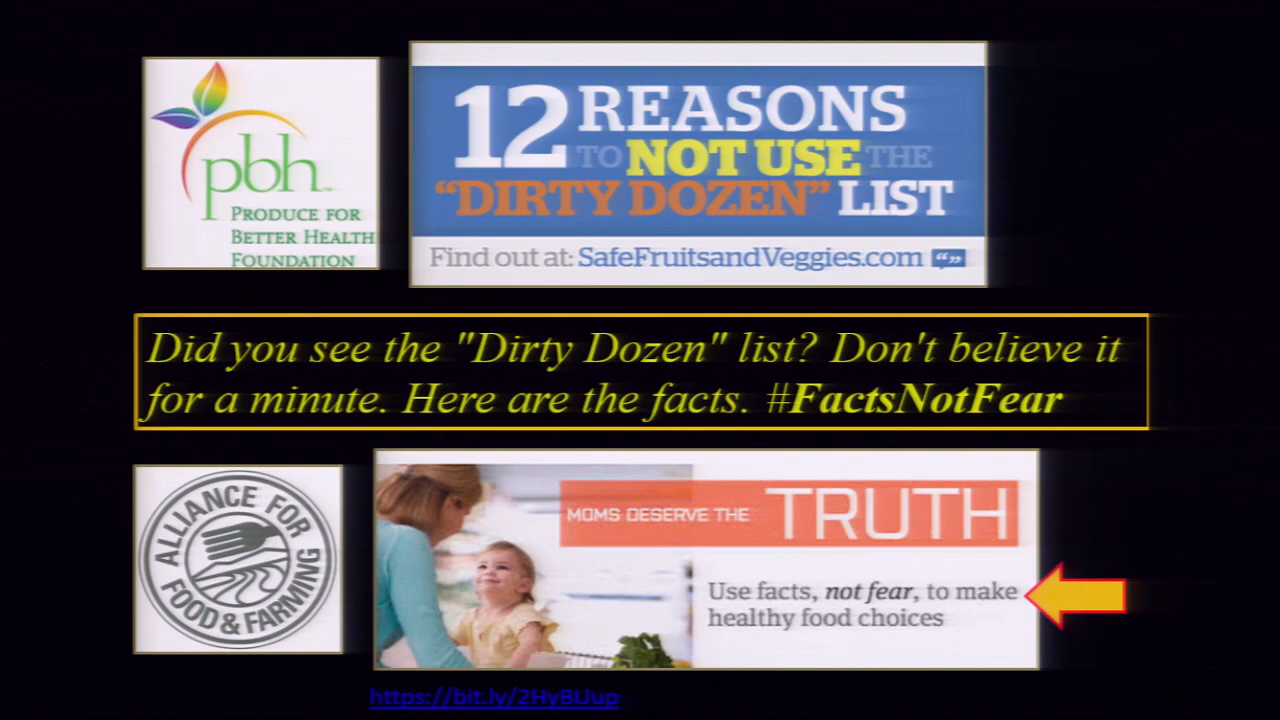 pbh
PRODUCE FOR
BETTER HEALTH
FOUNDATION
12 REASONS
TO NOT USE THE
“DIRTY DOZEN” LIST
Find out at: SafeFruitsandVeggies.com
Did you see the "Dirty Dozen" list? Don't believe it
for a minute. Here are the facts. #FactsNotFear
ALLIANCE FOR
FOOD & FARMING
MOMS DESERVE THE TRUTH
Use facts, not fear, to make
healthy food choices
https://bit.ly/2HyBUup